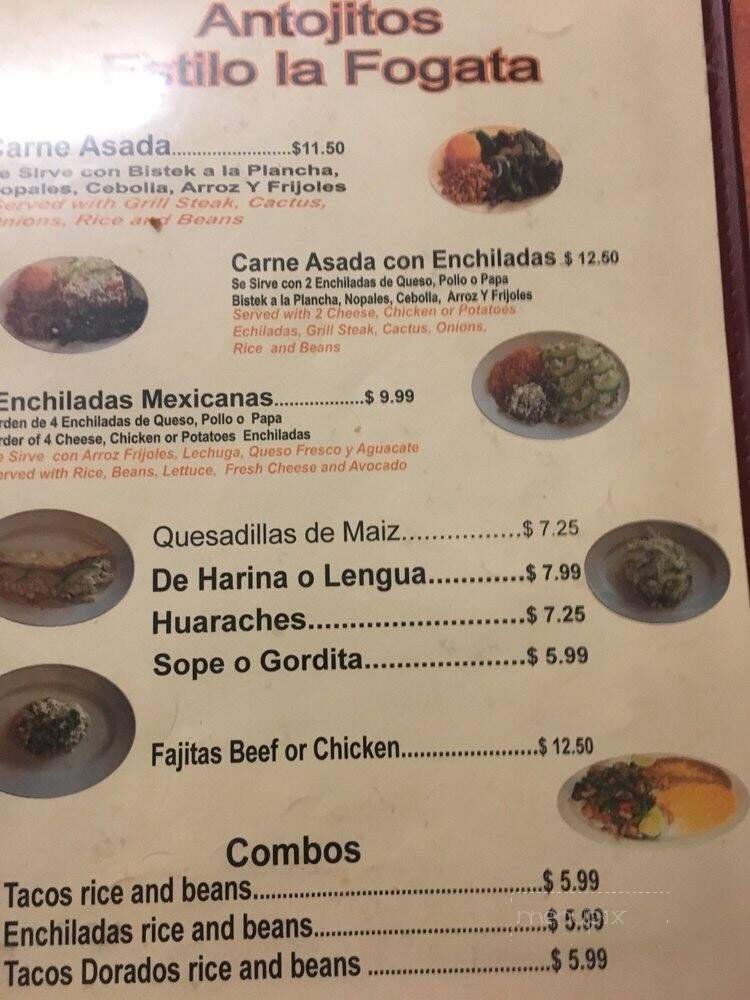 Antojitos
Estilo la Fogata
Carne Asada......................$11.50
e Sirve con Bistek a la Plancha,
opales, Cebolla, Arroz Y Frijoles
Served with Grill Steak, Cactus,
nions, Rice and Beans
Carne Asada con Enchiladas $ 12.50
Se Sirve con 2 Enchiladas de Queso, Pollo o Papa
Bistek a la Plancha, Nopales, Cebolla, Arroz Y Frijoles
Served with 2 Cheese, Chicken or Potatoes
Echiladas, Grill Steak, Cactus, Onions,
Rice and Beans
Enchiladas Mexicanas..................$ 9.99
rden de 4 Enchiladas de Queso, Pollo o Papa
rder of 4 Cheese, Chicken or Potatoes Enchiladas
e Sirve con Arroz Frijoles, Lechuga, Queso Fresco y Aguacate
erved with Rice, Beans, Lettuce, Fresh Cheese and Avocado
Quesadillas de Maiz................$ 7.25
De Harina o Lengua............$ 7.99
Huaraches...........................$ 7.25
Sope o Gordita....................$ 5.99
Fajitas Beef or Chicken.......................$ 12.50
Combos
Tacos rice and beans..........................................$ 5.99
Enchiladas rice and beans..................................$ 5.99
Tacos Dorados rice and beans ..........................$ 5.99
menupix